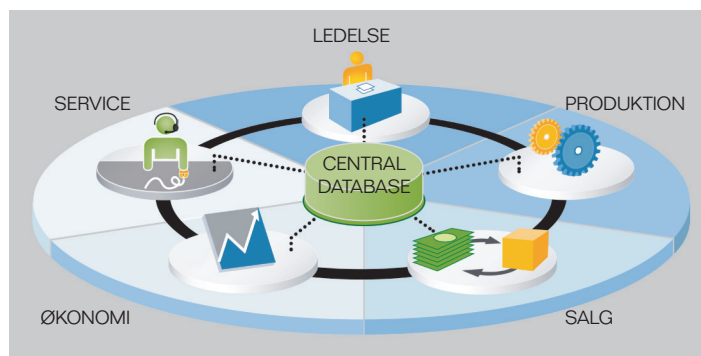 LEDELSE
SERVICE
PRODUKTION
CENTRAL
DATABASE
ØKONOMI
SALG